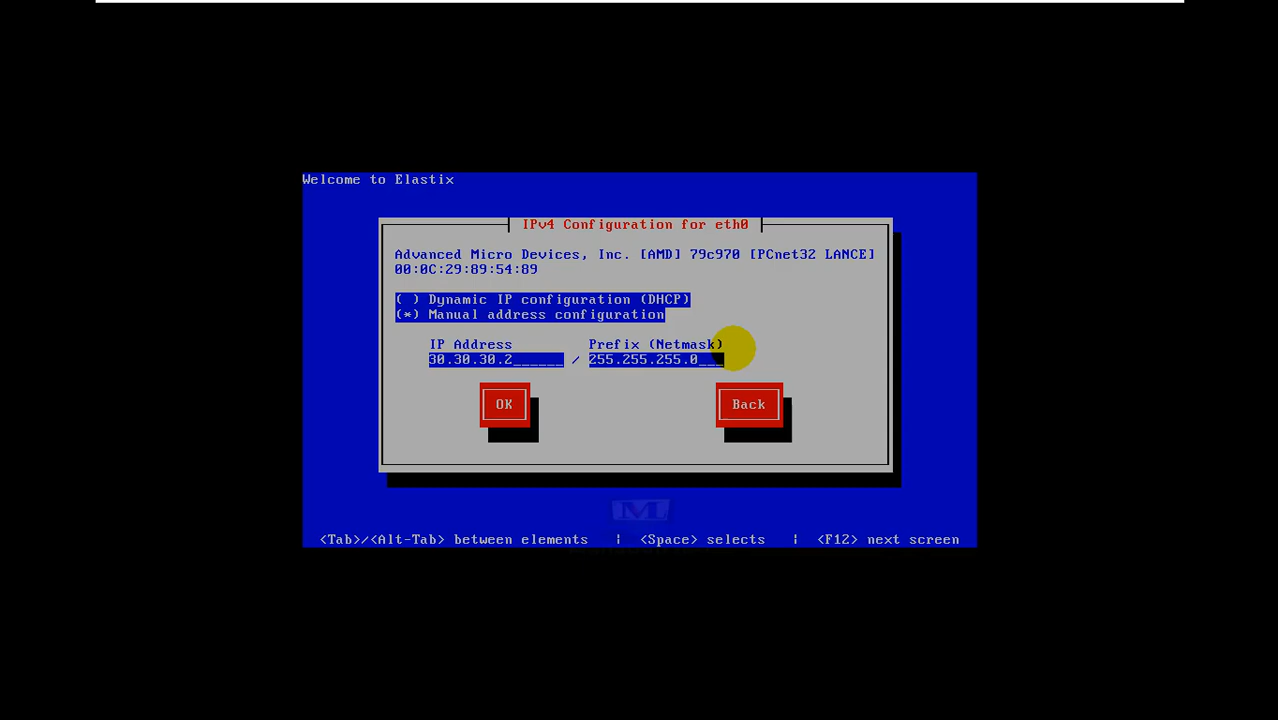 Welcome to Elastix
IPv4 Configuration for eth0
Advanced Micro Devices, Inc. [AMD] 79c970 [PCnet32 LANCE]
00:0C:29:89:54:89
( ) Dynamic IP configuration (DHCP)
(*) Manual address configuration
IP Address Prefix (Netmask)
30.30.30.2______ / 255.255.255.0___
OK Back
<Tab>/<Alt-Tab> between elements | <Space> selects | <F12> next screen